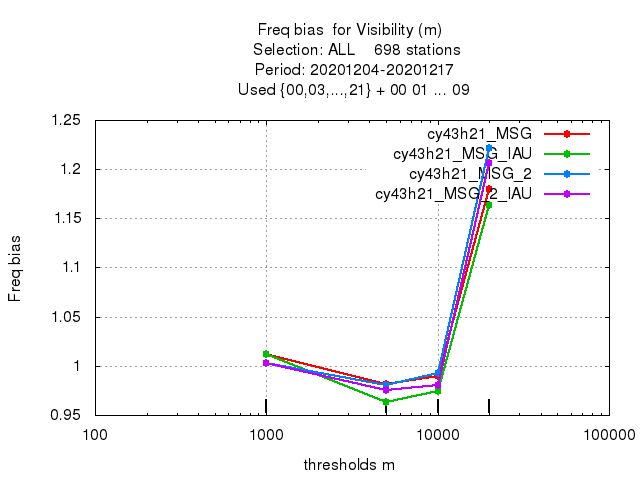 Freq bias  for Visibility (m)
Selection: ALL    698 stations
Period: 20201204-20201217
Used {00,03,...,21} + 00 01 ... 09
1.25
1.2
1.15
1.1
1.05
1
0.95
Freq bias
cy43h21_MSG
cy43h21_MSG_IAU
cy43h21_MSG_2
cy43h21_MSG_2_IAU
100
1000
10000
100000
thresholds m